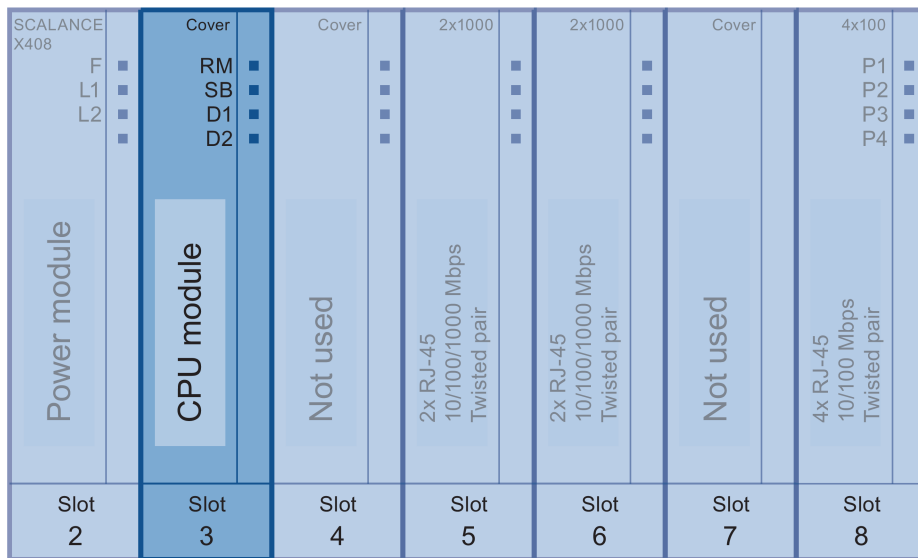 SCALANCE
X408
F
L1
L2
Power module
Slot
2
Cover
RM
SB
D1
D2
CPU module
Slot
3
Cover
Not used
Slot
4
2x1000
2x RJ-45
10/100/1000 Mbps
Twisted pair
Slot
5
2x1000
2x RJ-45
10/100/1000 Mbps
Twisted pair
Slot
6
Cover
Not used
Slot
7
4x100
P1
P2
P3
P4
4x RJ-45
10/100 Mbps
Twisted pair
Slot
8